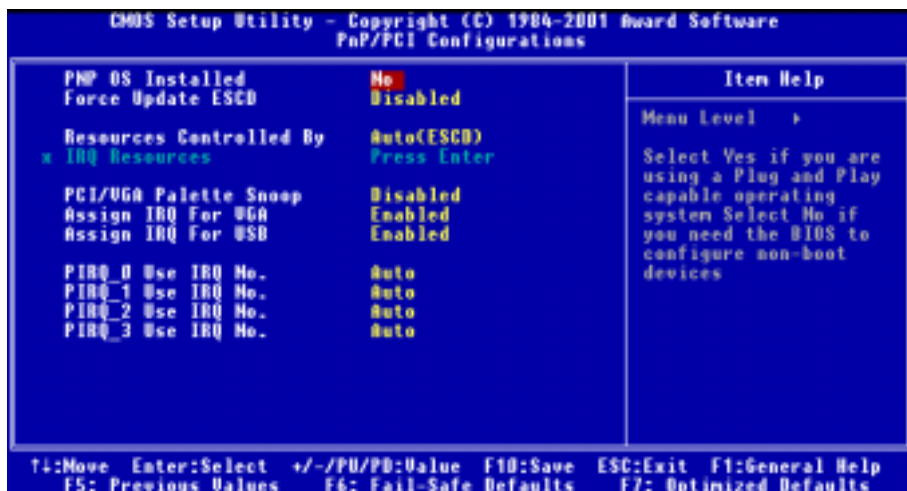 CMOS Setup Utility - Copyright (C) 1984-2001 Award Software
PnP/PCI Configurations
PNP OS Installed No
Force Update ESCD Disabled
Resources Controlled By Auto(ESCD)
x IRQ Resources Press Enter
PCI/VGA Palette Snoop Disabled
Assign IRQ For VGA Enabled
Assign IRQ For USB Enabled
PIRQ_0 Use IRQ No. Auto
PIRQ_1 Use IRQ No. Auto
PIRQ_2 Use IRQ No. Auto
PIRQ_3 Use IRQ No. Auto
Item Help
Menu Level ▸
Select Yes if you are
using a Plug and Play
capable operating
system Select No if
you need the BIOS to
configure non-boot
devices
↑↓:Move Enter:Select +/-/PU/PD:Value F10:Save ESC:Exit F1:General Help
F5: Previous Values F6: Fail-Safe Defaults F7: Optimized Defaults